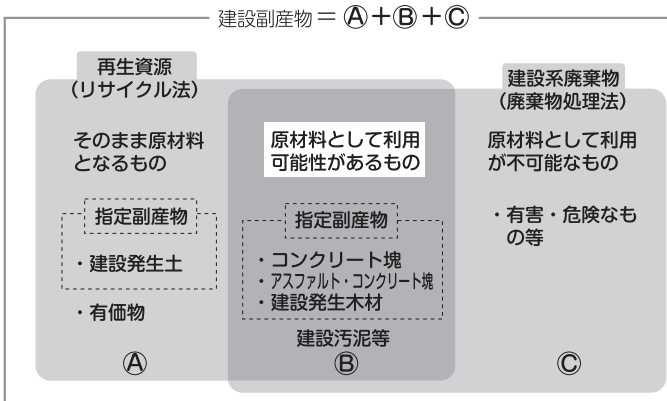 建設副産物＝Ⓐ＋Ⓑ＋Ⓒ
再生資源
（リサイクル法）
そのまま原材料
となるもの
指定副産物
・建設発生土
・有価物
Ⓐ
原材料として利用
可能性があるもの
指定副産物
・コンクリート塊
・アスファルト・コンクリート塊
・建設発生木材
建設汚泥等
Ⓑ
建設系廃棄物
（廃棄物処理法）
原材料として利用
が不可能なもの
・有害・危険なも
の等
Ⓒ